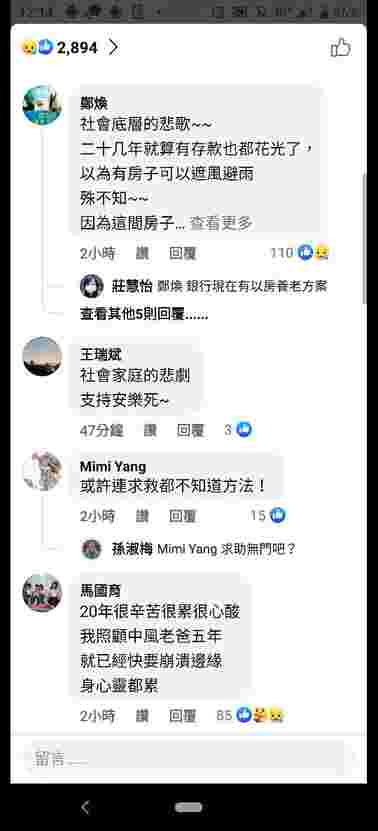 12:14
2,894
鄭煥
社會底層的悲歌~~
二十几年就算有存款也都花光了，
以為有房子可以遮風避雨
殊不知~~
因為這間房子... 查看更多
2小時 讚 回覆 110
莊慧怡 鄭煥 銀行現在有以房養老方案
查看其他5則回覆......
王瑞斌
社會家庭的悲劇
支持安樂死~
47分鐘 讚 回覆 3
Mimi Yang
或許連求救都不知道方法！
2小時 讚 回覆 15
孫淑梅 Mimi Yang 求助無門吧？
馬國育
20年很辛苦很累很心酸
我照顧中風老爸五年
就已經快要崩潰邊緣
身心靈都累
2小時 讚 回覆 85
留言......